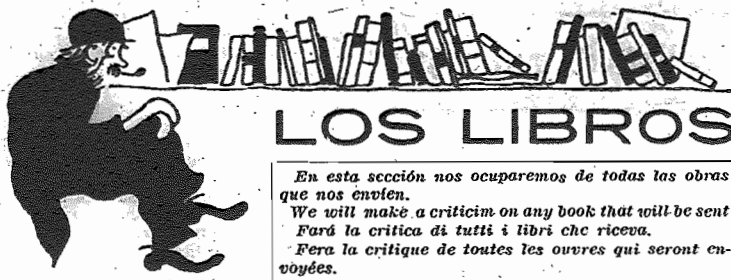 LOS LIBROS
En esta sección nos ocuparemos de todas las obras
que nos envíen.
We will make a criticim on any book that will be sent
Fará la critica di tutti i libri che riceva.
Fera la critique de toutes les ouvres qui seront en-
voyées.